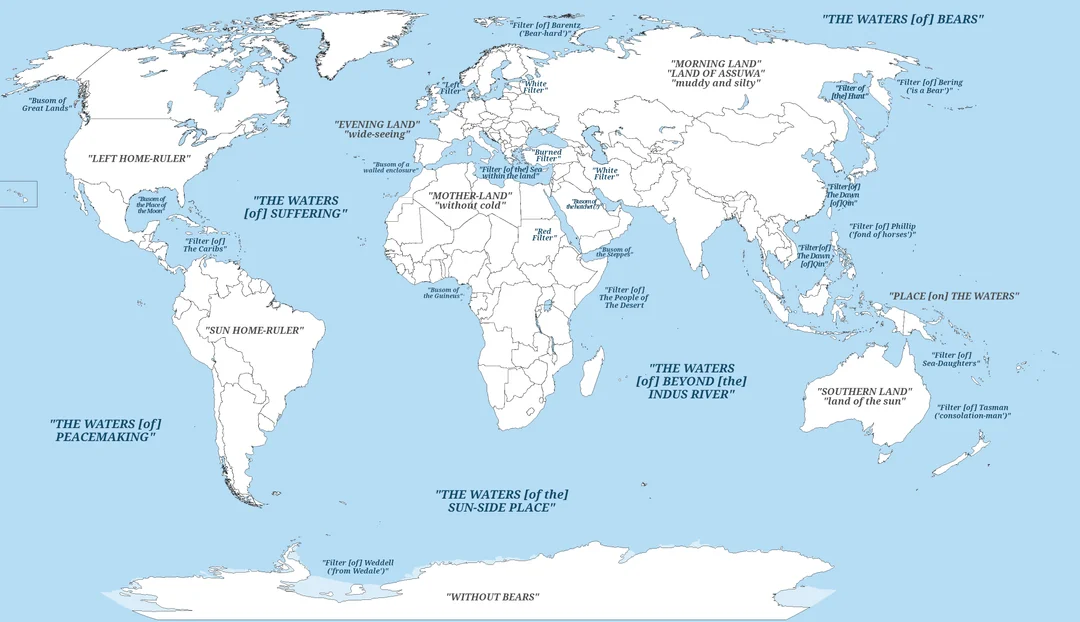 "THE WATERS [of] BEARS"
"Filter [of] Barentz
('Bear-hard')"
"MORNING LAND"
"LAND OF ASSUWA"
"muddy and silty"
"Filter [of] Bering
('is a Bear')"
"Filter of
[the] Hunt"
"Busom of
Great Lands"
"Left
Filter"
"White
Filter"
"EVENING LAND"
"wide-seeing"
"LEFT HOME-RULER"
"Burned
Filter"
"Busom of a
walled enclosure"
"Filter [of the] Sea
within the land"
"White
Filter"
"Busom of
the Place of
the Moon"
"THE WATERS
[of] SUFFERING"
"MOTHER-LAND"
"without cold"
"Busom of
the hatchet (?)"
"Filter [of]
The Dawn
[of] Qin"
"Filter [of]
The Caribs"
"Red
Filter"
"Busom of
the Steppes"
"Filter [of] Phillip
('fond of horses')"
"Filter [of]
The Dawn
[of] Qin"
"Busom of
the Guineus"
"Filter [of]
The People of
The Desert
"PLACE [on] THE WATERS"
"SUN HOME-RULER"
"Filter [of]
Sea-Daughters"
"THE WATERS
[of] BEYOND [the]
INDUS RIVER"
"SOUTHERN LAND"
"land of the sun"
"Filter [of] Tasman
('consolation-man')"
"THE WATERS [of]
PEACEMAKING"
"THE WATERS [of the]
SUN-SIDE PLACE"
"Filter [of] Weddell
('from Wedale')"
"WITHOUT BEARS"